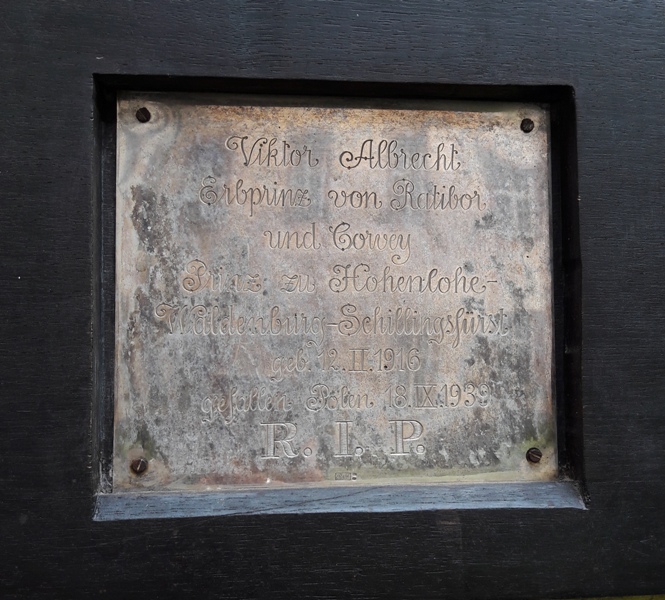 Viktor Albrecht
Erbprinz von Ratibor
und Corvey
Prinz zu Hohenlohe-
Waldenburg-Schillingsfürst
geb. 12.II.1916
gefallen Polen 18.IX.1939
R. I. P.